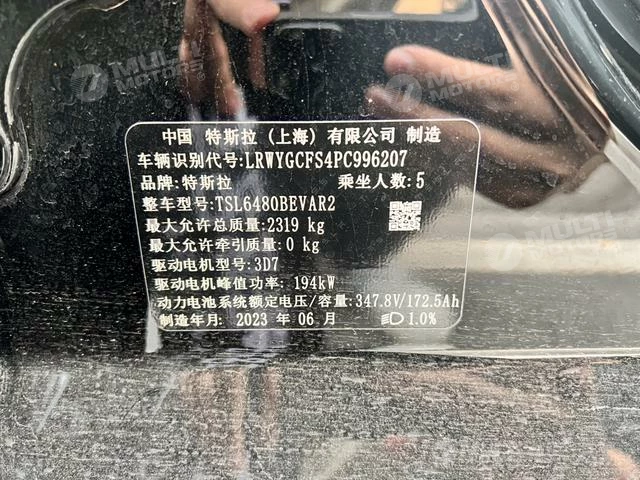 MULTI MOTORS
MULTI MOTORS
中国 特斯拉 (上海) 有限公司 制造
车辆识别代号:LRWYGCFS4PC996207
品牌:特斯拉 乘坐人数:5
整车型号:TSL6480BEVAR2
最大允许总质量:2319 kg
最大允许牵引质量:0 kg
驱动电机型号:3D7
驱动电机峰值功率: 194kW
动力电池系统额定电压/容量:347.8V/172.5Ah
制造年月: 2023 年 06 月 1.0%